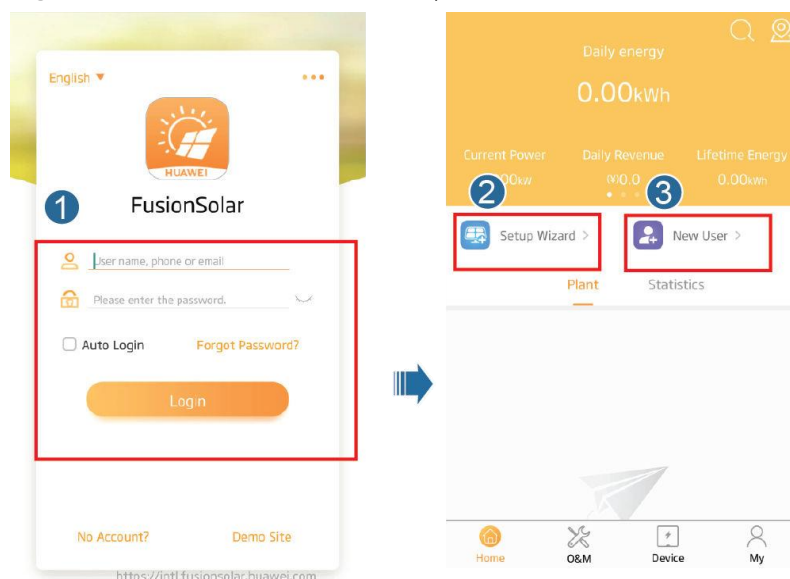 English ▼
HUAWEI
FusionSolar
1
User name, phone or email
Please enter the password.
Auto Login Forgot Password?
Login
No Account? Demo Site
https://intl.fusionsolar.huawei.com
Daily energy
0.00kWh
Current Power Daily Revenue Lifetime Energy
0.00kWh
2
3
Setup Wizard >
New User >
Plant Statistics
Home O&M Device My